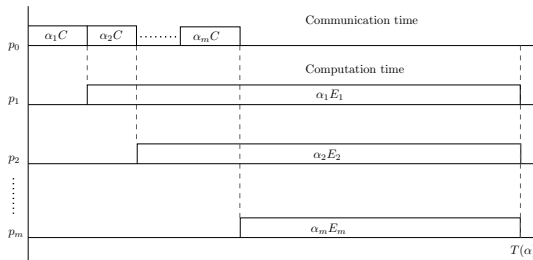 Communication time
p₀ α₁C α₂C ......... αₘC
Computation time
p₁ α₁E₁
p₂ α₂E₂
pₘ αₘEₘ
T(α